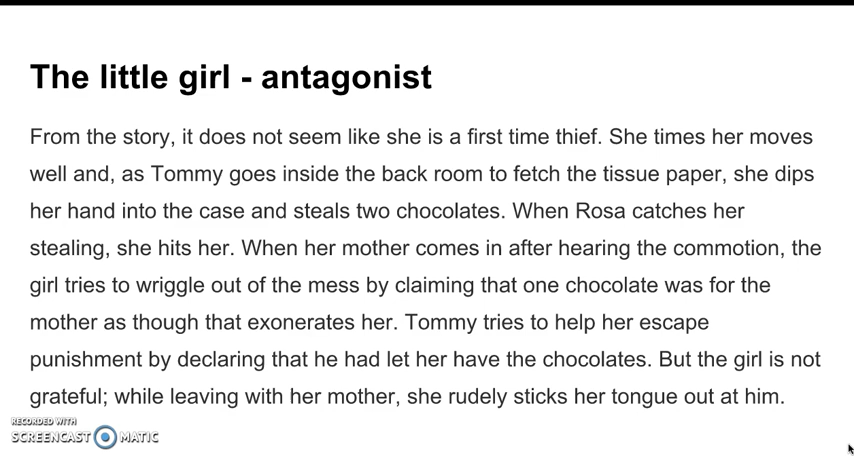 The little girl - antagonist
From the story, it does not seem like she is a first time thief. She times her moves
well and, as Tommy goes inside the back room to fetch the tissue paper, she dips
her hand into the case and steals two chocolates. When Rosa catches her
stealing, she hits her. When her mother comes in after hearing the commotion, the
girl tries to wriggle out of the mess by claiming that one chocolate was for the
mother as though that exonerates her. Tommy tries to help her escape
punishment by declaring that he had let her have the chocolates. But the girl is not
grateful; while leaving with her mother, she rudely sticks her tongue out at him.
RECORDED WITH
SCREENCAST MATIC